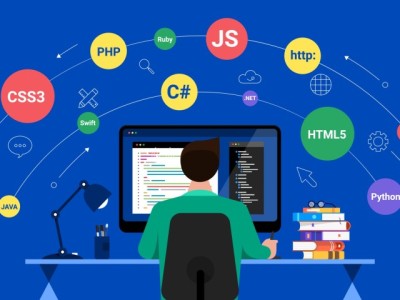 Ruby
JS
PHP
http:
CSS3
C#
.NET
Swift
HTML5
JAVA
Python